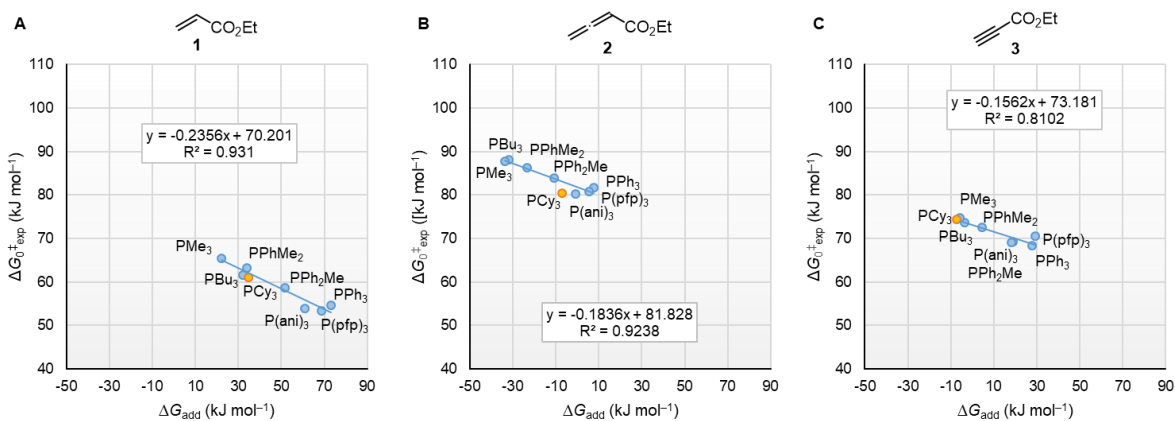 A
CO₂Et
1
110
100
90
80
70
60
50
40
-50 -30 -10 10 30 50 70 90
ΔG₀‡exp (kJ mol⁻¹)
ΔGadd (kJ mol⁻¹)
y = -0.2356x + 70.201
R² = 0.931
PMe₃
PPhMe₂
PBu₃
PCy₃
PPh₂Me
PPh₃
P(ani)₃
P(pfp)₃
B
CO₂Et
2
110
100
90
80
70
60
50
40
-50 -30 -10 10 30 50 70 90
ΔG₀‡exp ([kJ mol⁻¹)
ΔGadd (kJ mol⁻¹)
PBu₃
PPhMe₂
PMe₃
PPh₂Me
PPh₃
PCy₃
P(ani)₃
P(pfp)₃
y = -0.1836x + 81.828
R² = 0.9238
C
CO₂Et
3
110
100
90
80
70
60
50
40
-50 -30 -10 10 30 50 70 90
ΔG₀‡exp (kJ mol⁻¹)
ΔGadd (kJ mol⁻¹)
y = -0.1562x + 73.181
R² = 0.8102
PMe₃
PCy₃
PPhMe₂
PBu₃
P(ani)₃
P(pfp)₃
PPh₂Me
PPh₃